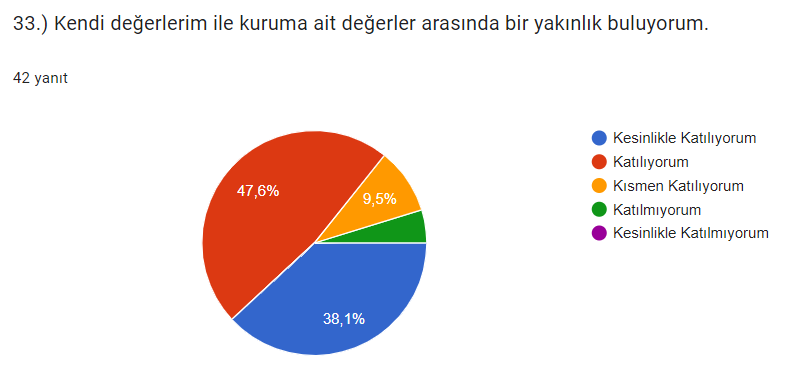 33.) Kendi değerlerim ile kuruma ait değerler arasında bir yakınlık buluyorum.
42 yanıt
47,6%
9,5%
38,1%
Kesinlikle Katılıyorum
Katılıyorum
Kısmen Katılıyorum
Katılmıyorum
Kesinlikle Katılmıyorum